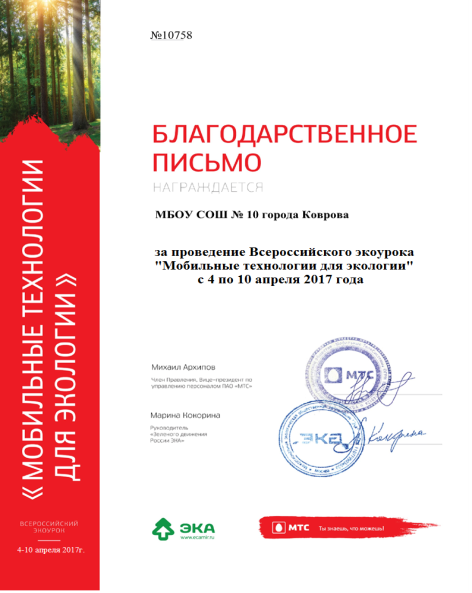 №10758
БЛАГОДАРСТВЕННОЕ
ПИСЬМО
НАГРАЖДАЕТСЯ
МБОУ СОШ № 10 города Коврова
за проведение Всероссийского экоурока
"Мобильные технологии для экологии"
с 4 по 10 апреля 2017 года
Михаил Архипов
Член Правления, Вице-президент по
управлению персоналом ПАО «МТС»
Марина Кокорина
Руководитель
«Зеленого движения
России ЭКА»
МТС
ЭКА
Кокорина
«МОБИЛЬНЫЕ ТЕХНОЛОГИИ
ДЛЯ ЭКОЛОГИИ»
ВСЕРОССИЙСКИЙ
ЭКОУРОК
4-10 апреля 2017г.
ЭКА
www.ecamir.ru
МТС
Ты знаешь, что можешь!